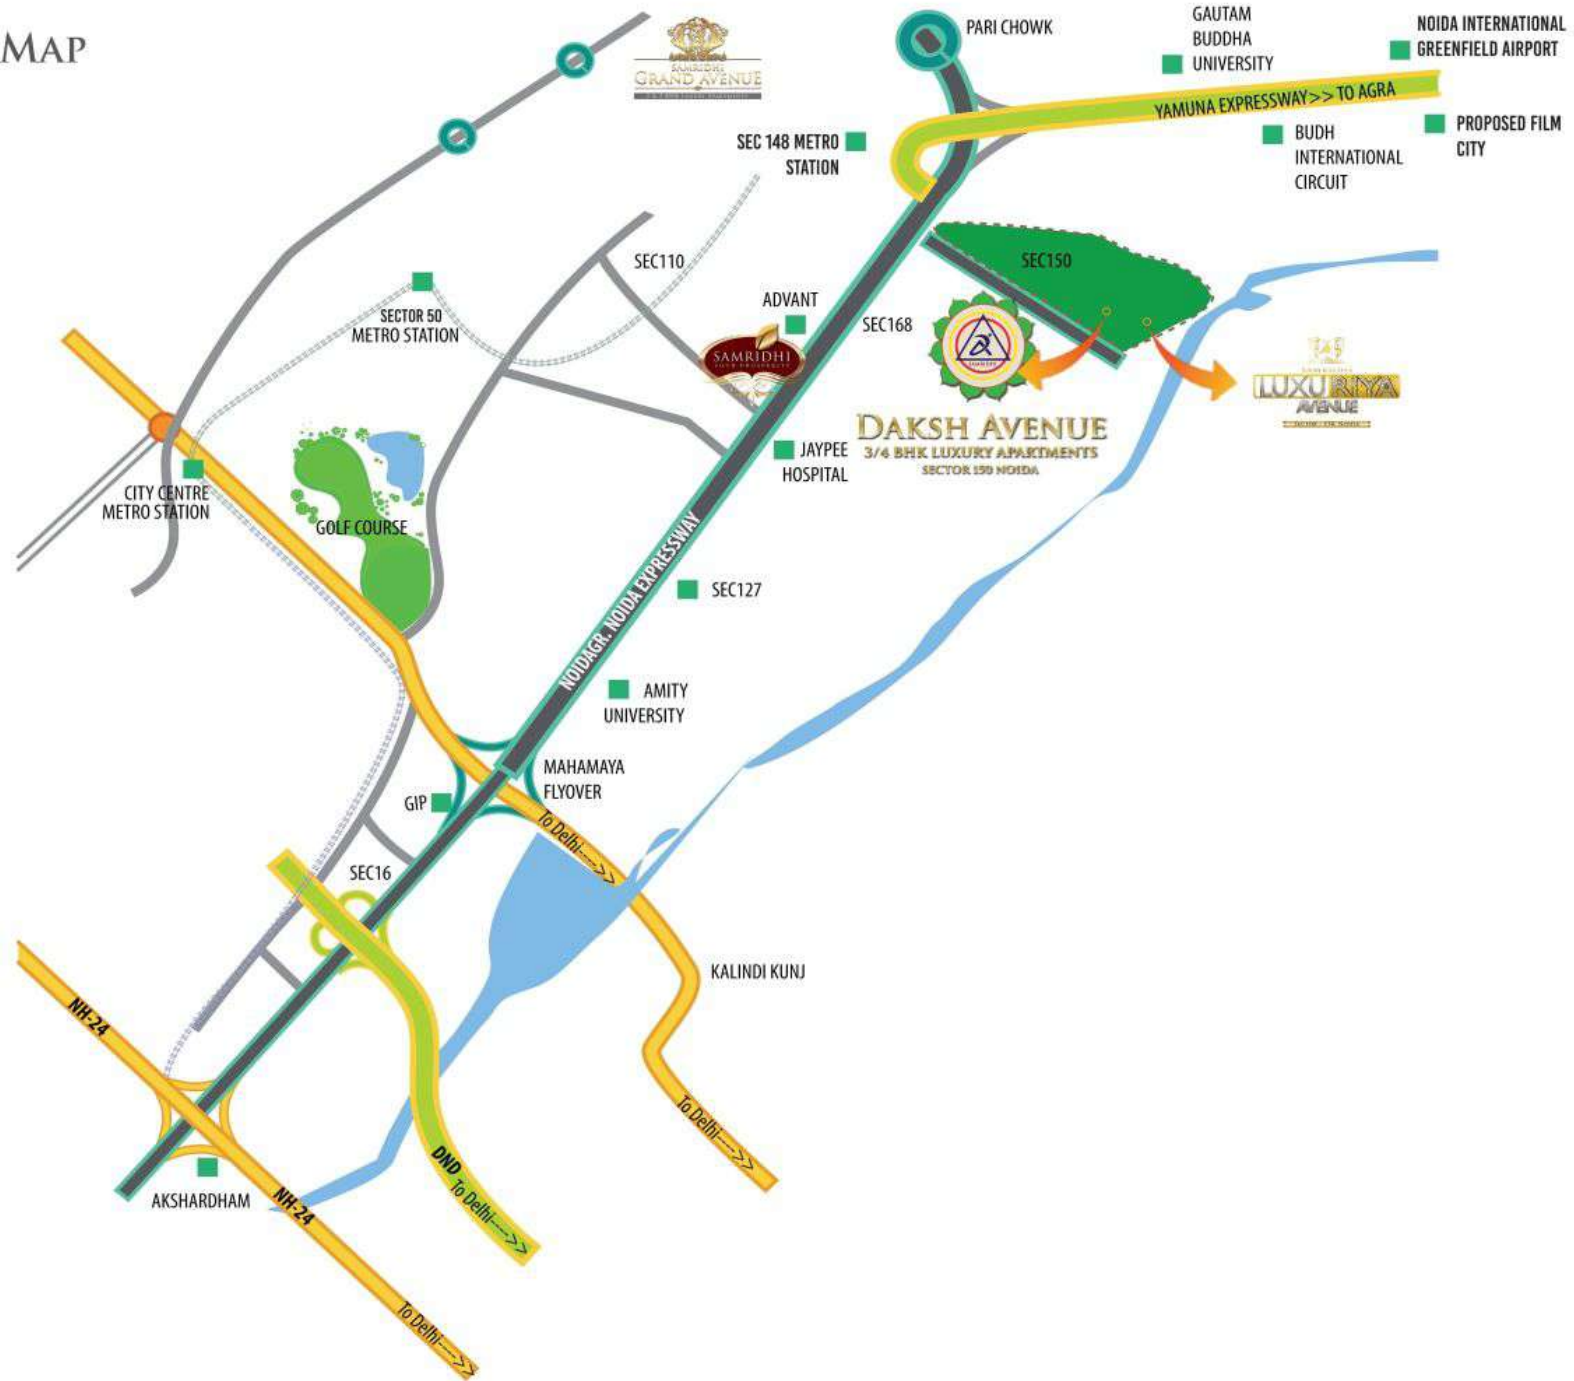 MAP
SAMRIDHI
GRAND AVENUE
PARI CHOWK
GAUTAM
BUDDHA
UNIVERSITY
NOIDA INTERNATIONAL
GREENFIELD AIRPORT
YAMUNA EXPRESSWAY>> TO AGRA
SEC 148 METRO
STATION
BUDH
INTERNATIONAL
CIRCUIT
PROPOSED FILM
CITY
SEC110
SEC150
SECTOR 50
METRO STATION
ADVANT
SEC168
SAMRIDHI
SAMRIDHI
LUXURIYA
AVENUE
DAKSH AVENUE
3/4 BHK LUXURY APARTMENTS
SECTOR 150 NOIDA
JAYPEE
HOSPITAL
CITY CENTRE
METRO STATION
GOLF COURSE
NOIDAGR. NOIDA EXPRESSWAY
SEC127
AMITY
UNIVERSITY
MAHAMAYA
FLYOVER
GIP
To Delhi---->>
SEC16
KALINDI KUNJ
NH-24
To Delhi---->>
DND
To Delhi---->>
AKSHARDHAM
NH-24
To Delhi---->>